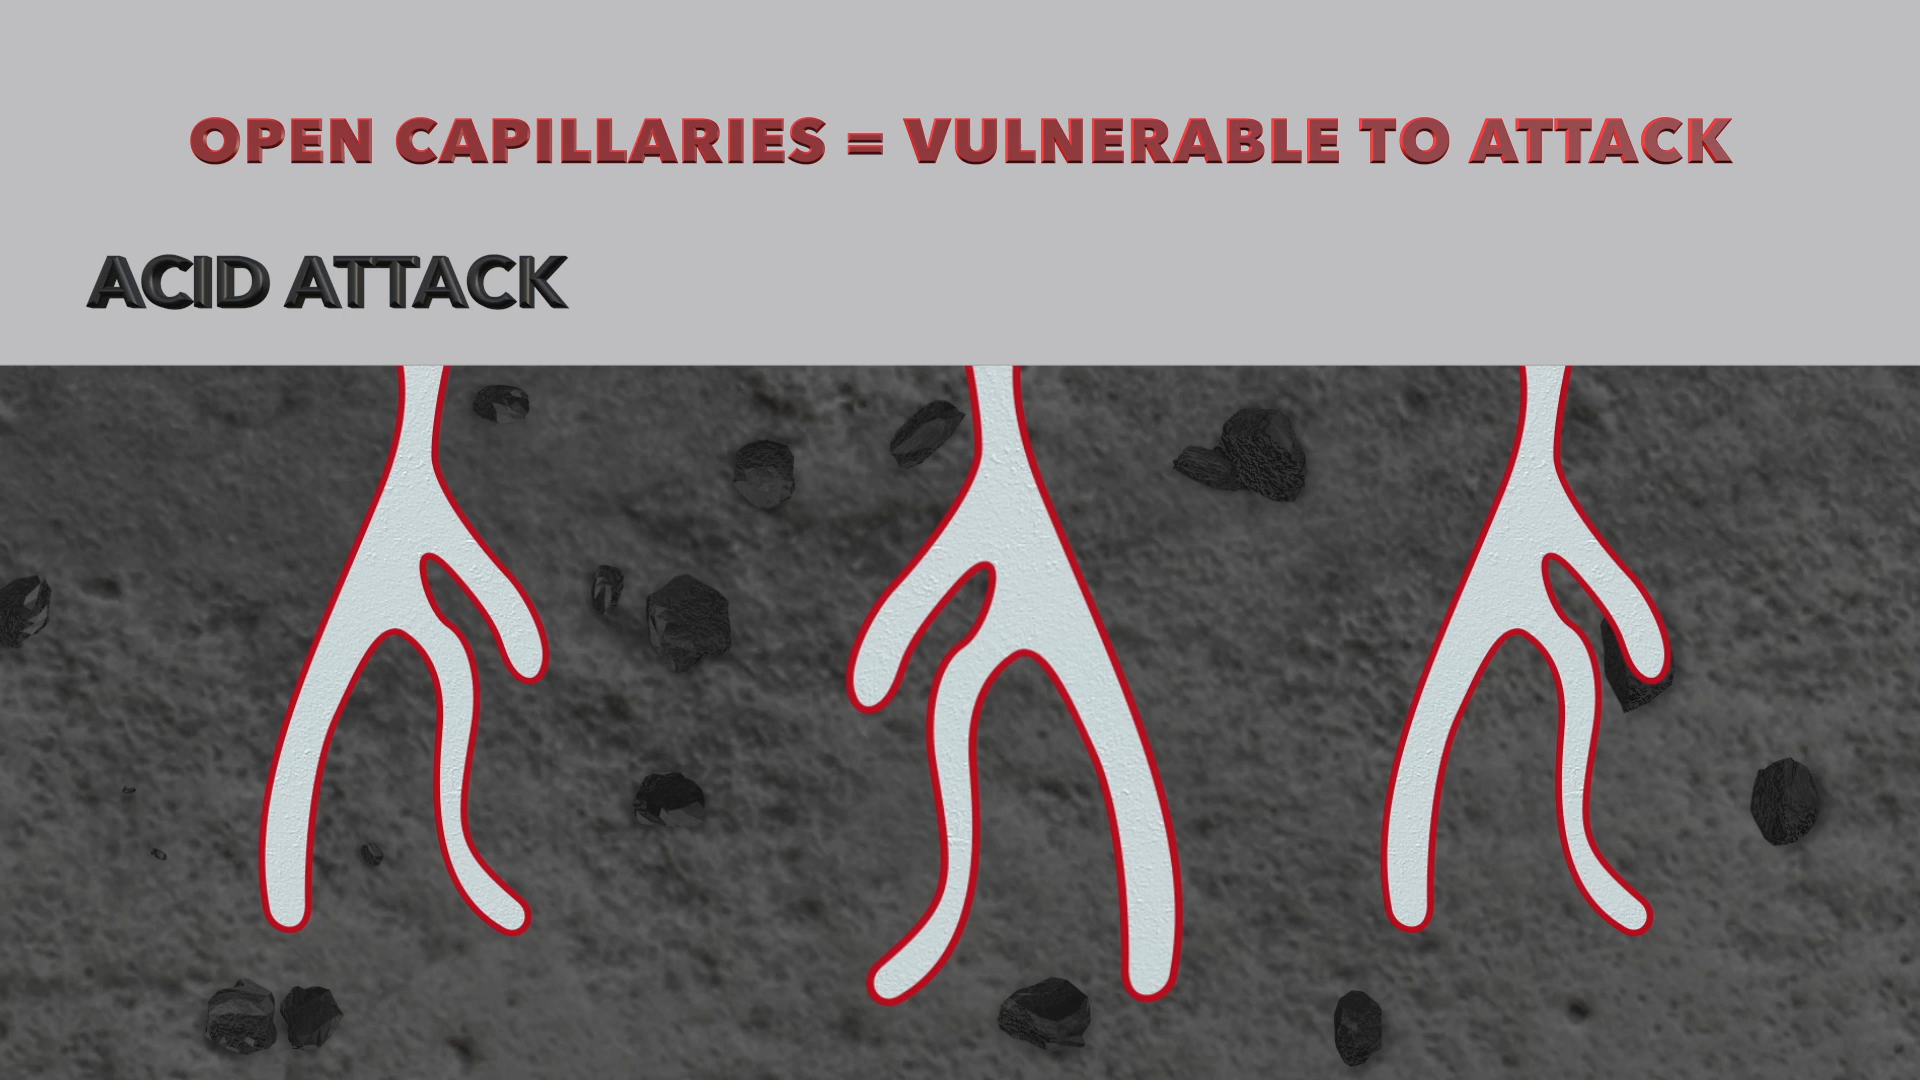 OPEN CAPILLARIES = VULNERABLE TO ATTACK
ACID ATTACK